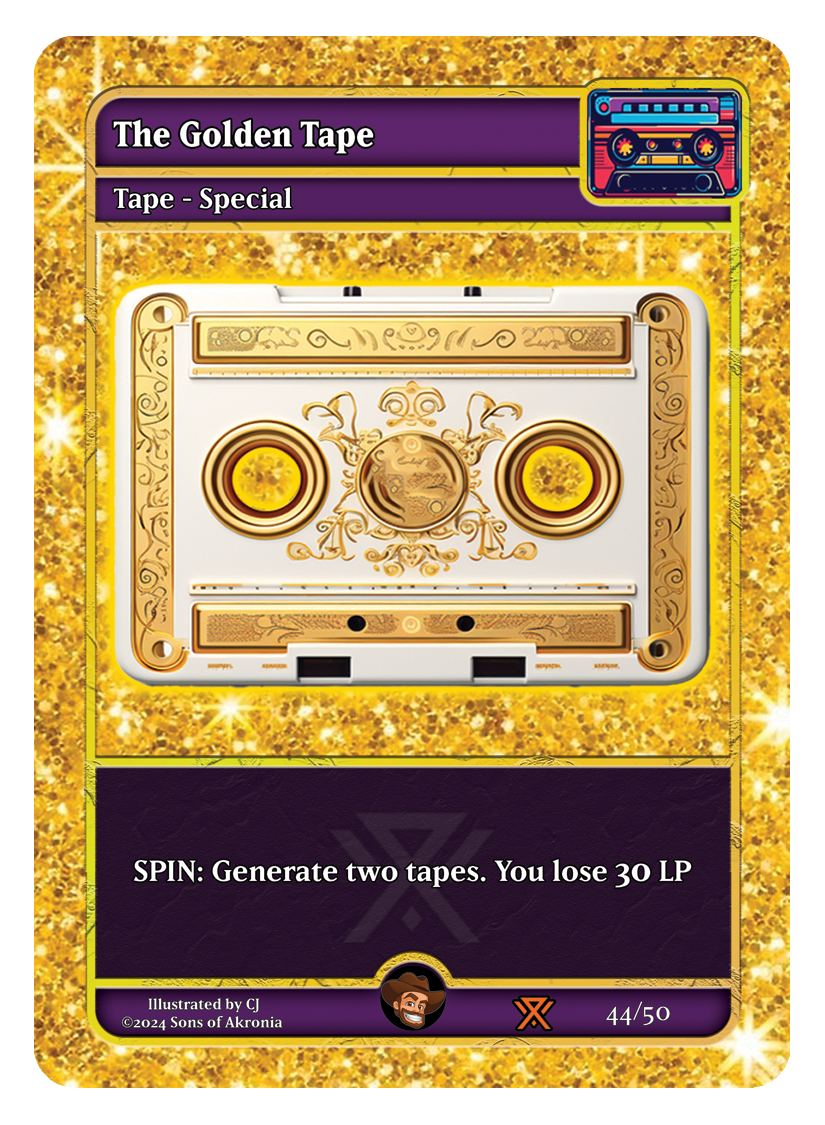 The Golden Tape
Tape - Special
SPIN: Generate two tapes. You lose 30 LP
Illustrated by CJ
©2024 Sons of Akronia
44/50